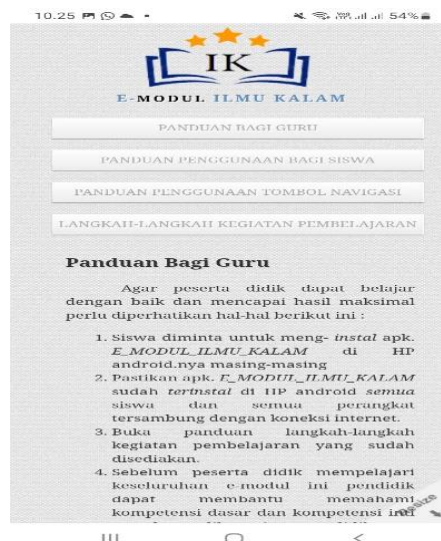 10.25
54%
IK
E-MODUL ILMU KALAM
PANDUAN BAGI GURU
PANDUAN PENGGUNAAN BAGI SISWA
PANDUAN PENGGUNAAN TOMBOL NAVIGASI
LANGKAH-LANGKAH KEGIATAN PEMBELAJARAN
Panduan Bagi Guru
Agar peserta didik dapat belajar
dengan baik dan mencapai hasil maksimal
perlu diperhatikan hal-hal berikut ini :
1. Siswa diminta untuk meng- instal apk.
E_MODUL_ILMU_KALAM di HP
android.nya masing-masing
2. Pastikan apk. E_MODUL_ILMU_KALAM
sudah terinstal di HP android semua
siswa dan semua perangkat
tersambung dengan koneksi internet.
3. Buka panduan langkah-langkah
kegiatan pembelajaran yang sudah
disediakan.
4. Sebelum peserta didik mempelajari
keseluruhan e-modul ini pendidik
dapat membantu memahami
kompetensi dasar dan kompetensi inti
Resize